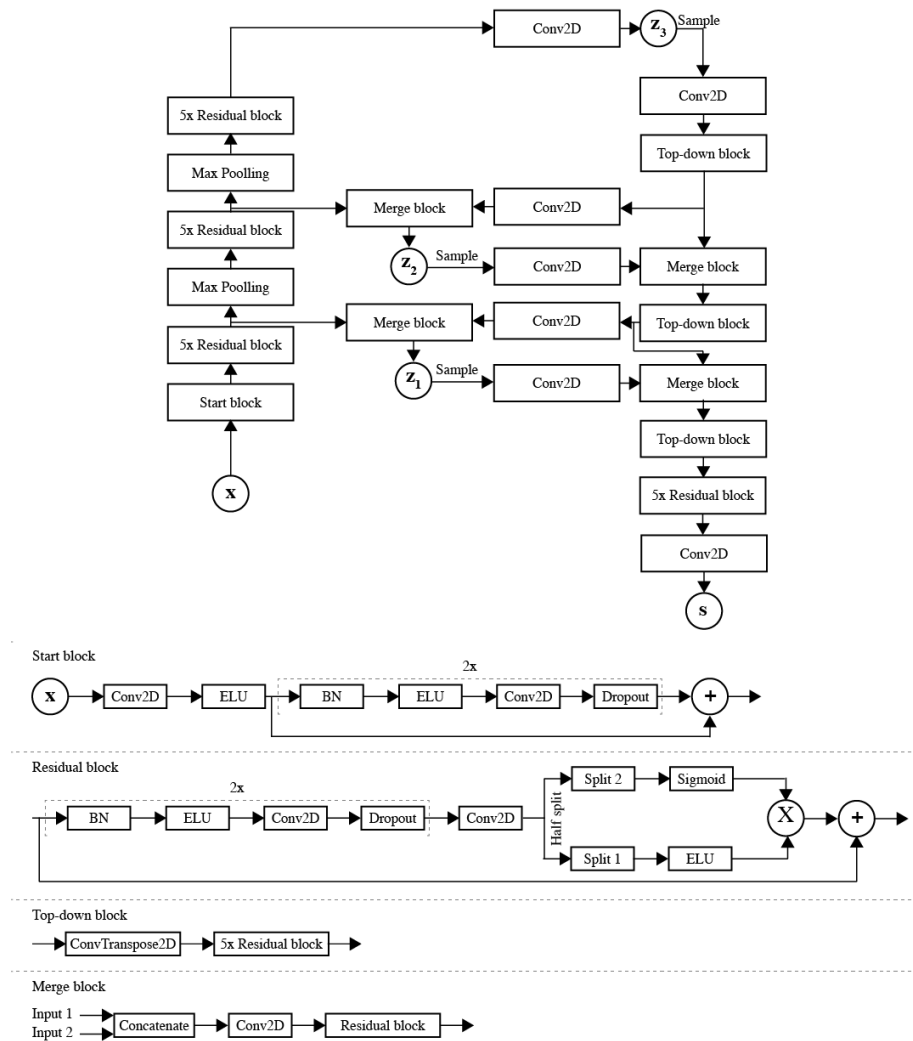 Conv2D
z3
Sample
Conv2D
5x Residual block
Top-down block
Max Poolling
Merge block
Conv2D
5x Residual block
z2
Sample
Conv2D
Merge block
Max Poolling
Merge block
Conv2D
Top-down block
5x Residual block
z1
Sample
Conv2D
Merge block
Start block
Top-down block
x
5x Residual block
Conv2D
s
Start block
2x
x
Conv2D
ELU
BN
ELU
Conv2D
Dropout
+
Residual block
2x
BN
ELU
Conv2D
Dropout
Conv2D
Half split
Split 2
Sigmoid
Split 1
ELU
X
+
Top-down block
ConvTranspose2D
5x Residual block
Merge block
Input 1
Input 2
Concatenate
Conv2D
Residual block